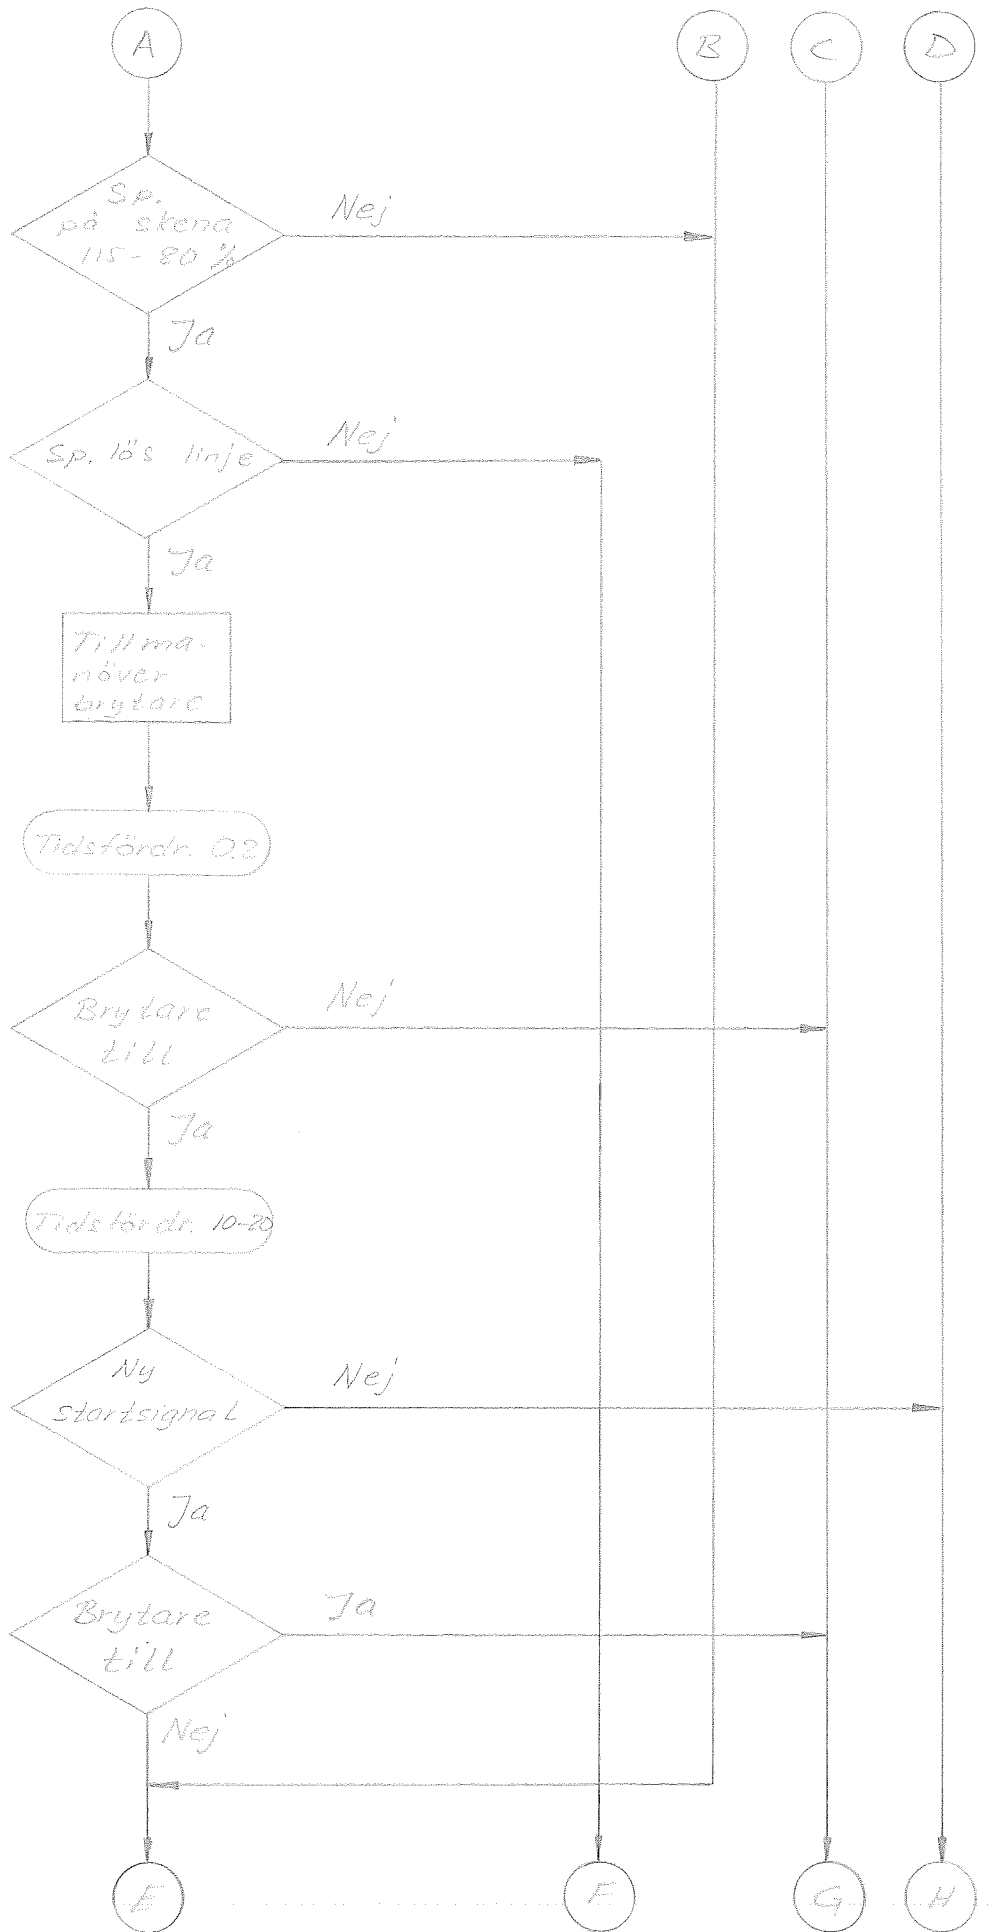 A
B
C
D
Sp.
på skena
115 - 80 %
Nej
Ja
Sp. lös linje
Nej
Ja
Tillma-
növer
brytare
Tidsfördr. 0.2
Brytare
till
Nej
Ja
Tidsfördr. 10-20
Ny
startsignal
Nej
Ja
Brytare
till
Ja
Nej
E
F
G
H